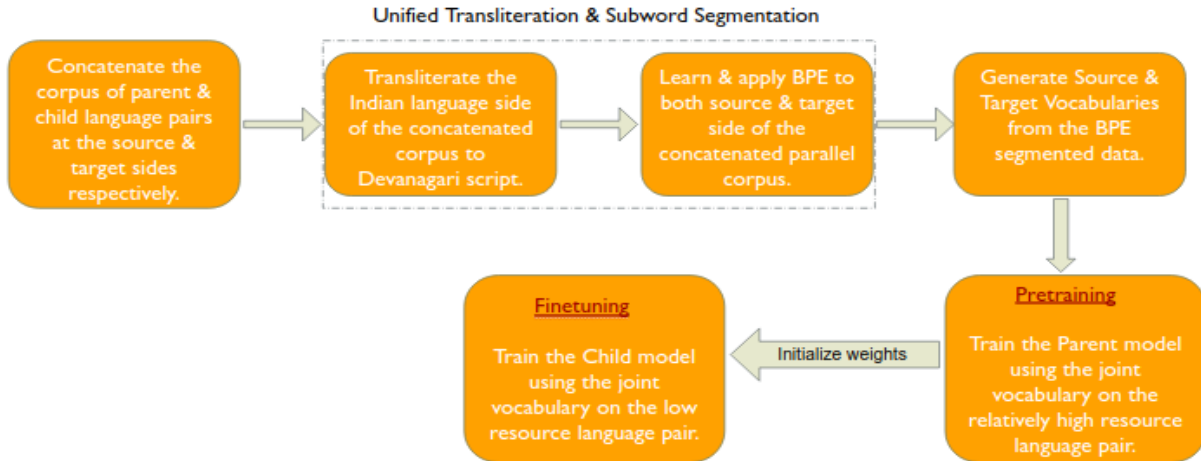 Unified Transliteration & Subword Segmentation
Concatenate the
corpus of parent &
child language pairs
at the source &
target sides
respectively.
Transliterate the
Indian language side
of the concatenated
corpus to
Devanagari script.
Learn & apply BPE to
both source & target
side of the
concatenated parallel
corpus.
Generate Source &
Target Vocabularies
from the BPE
segmented data.
Pretraining
Train the Parent model
using the joint
vocabulary on the
relatively high resource
language pair.
Initialize weights
Finetuning
Train the Child model
using the joint
vocabulary on the low
resource language pair.